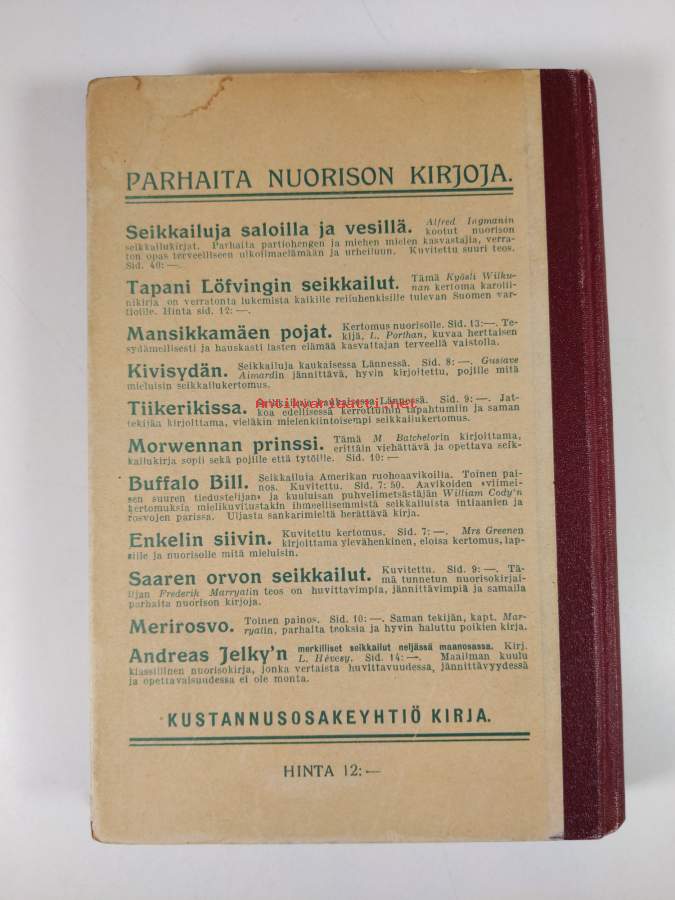 PARHAITA NUORISON KIRJOJA.
Seikkailuja saloilla ja vesillä. Alfred Ingmanin
kootut nuorison
seikkailukirjat. Parhaita partiohengen ja miehen mielen kasvastajia, verra-
ton opas terveelliseen ulkoilmaelämään ja urheiluun. Kuvitettu suuri teos.
Sid. 40: —.
Tapani Löfvingin seikkailut. Tämä Kyösti Wilku-
nan kertoma karolii-
nikirja on verratonta lukemista kaikille reiluhenkisille tulevan Suomen var-
tioille. Hinta sid. 12: —.
Mansikkamäen pojat. Kertomus nuorisolle. Sid. 13:—. Te-
kijä, L. Porthan, kuvaa herttaisen
sydämellisesti ja hauskasti lasten elämää kasvattajan terveellä vaistolla.
Kivisydän. Seikkailuja kaukaisessa Lännessä. Sid. 8: —. Gustave
Aimardin jännittävä, hyvin kirjoitettu, pojille mitä
mieluisin seikkailukertomus.
Tiikerikissa. Seikkailuja kaukaisessa Lännessä. Sid. 9: —. Jat-
koa edellisessä kerrottuihin tapahtumiin ja saman
tekijän kirjoittama, vieläkin mielenkiintoisempi seikkailukertomus.
Antikvariaatti.net
Morwennan prinssi. Tämä M Batchelorin kirjoittama,
erittäin viehättävä ja opettava seik-
kailukirja sopii sekä pojille että tytöille. Sid. 10: —
Buffalo Bill. Seikkailuja Amerikan ruohoaavikoilla. Toinen pai-
nos. Kuvitettu. Sid. 7: 50. Aavikoiden »viimei-
sen suuren tiedustelijan» ja kuuluisan puhvelimetsästäjän William Cody'n
kertomuksia mielikuvitustakin ihmeellisemmistä seikkailuista intiaanien ja
rosvojen parissa. Uljasta sankarimieltä herättävä kirja.
Enkelin siivin. Kuvitettu kertomus. Sid. 7: —. Mrs Greenen
kirjoittama ylevähenkinen, eloisa kertomus, lap-
sille ja nuorisolle mitä mieluisin.
Saaren orvon seikkailut. Kuvitettu. Sid. 9: —. Tä-
mä tunnetun nuorisokirjai-
lijan Frederik Marryatin teos on huvittavimpia, jännittävimpiä ja samalla
parhaita nuorison kirjoja.
Merirosvo. Toinen painos. Sid. 10: —. Saman tekijän, kapt. Mar-
ryatin, parhaita teoksia ja hyvin haluttu poikien kirja.
Andreas Jelky'n merkilliset seikkailut neljässä maanosassa. Kirj.
L. Hévesy. Sid. 14: —. Maailman kuulu
klassillinen nuorisokirja, jonka vertaista huvittavuudessa, jännittävyydessä
ja opettavaisuudessa ei ole monta.
KUSTANNUSOSAKEYHTIÖ KIRJA.
HINTA 12: —